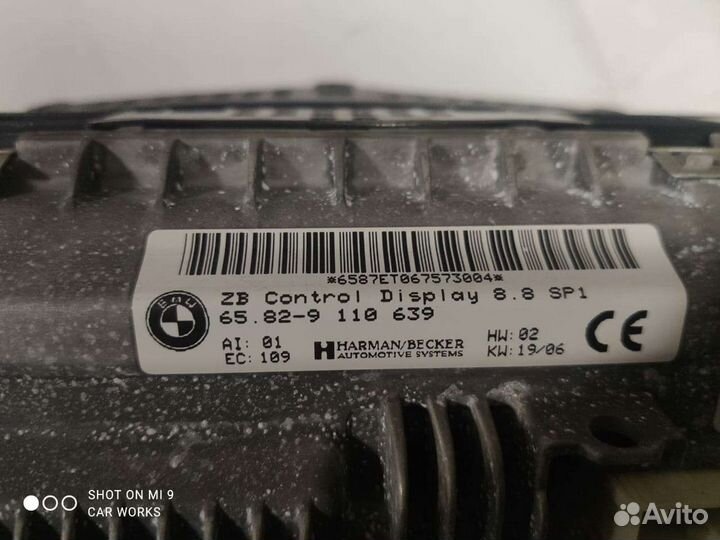 *6587ET067573004*
BMW
ZB Control Display 8.8 SP1
65.82-9 110 639
AI: 01
EC: 109
HARMAN/BECKER
AUTOMOTIVE SYSTEMS
HW: 02
KW: 19/06
CE
SHOT ON MI 9
CAR WORKS
Avito